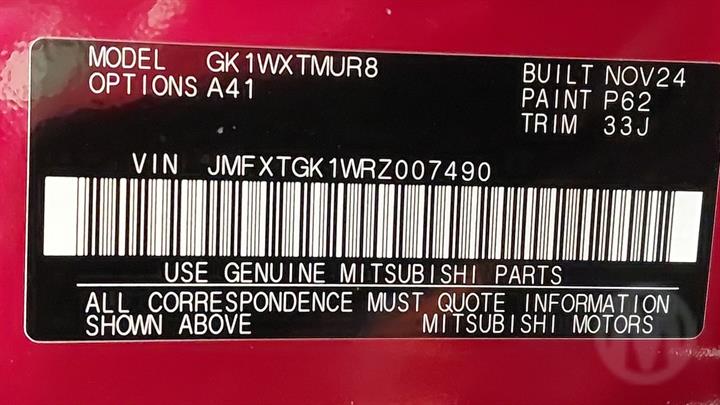 MODEL GK1WXTMUR8 BUILT NOV24
OPTIONS A41 PAINT P62
TRIM 33J
VIN JMFXTGK1WRZ007490
USE GENUINE MITSUBISHI PARTS
ALL CORRESPONDENCE MUST QUOTE INFORMATION
SHOWN ABOVE MITSUBISHI MOTORS
M